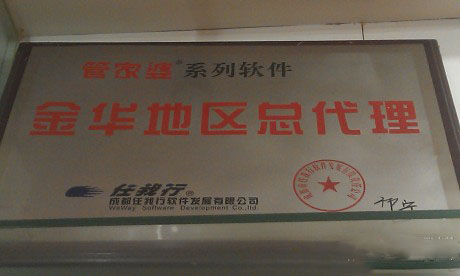 管家婆®系列软件
金华地区总代理
任我行®
成都任我行软件发展有限公司
WeWay Software Development Co.,ltd.